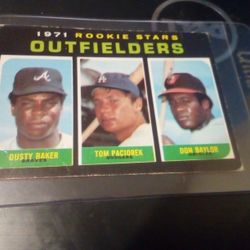 1971 ROOKIE STARS
OUTFIELDERS
DUSTY BAKER
TOM PACIOREK
DON BAYLOR